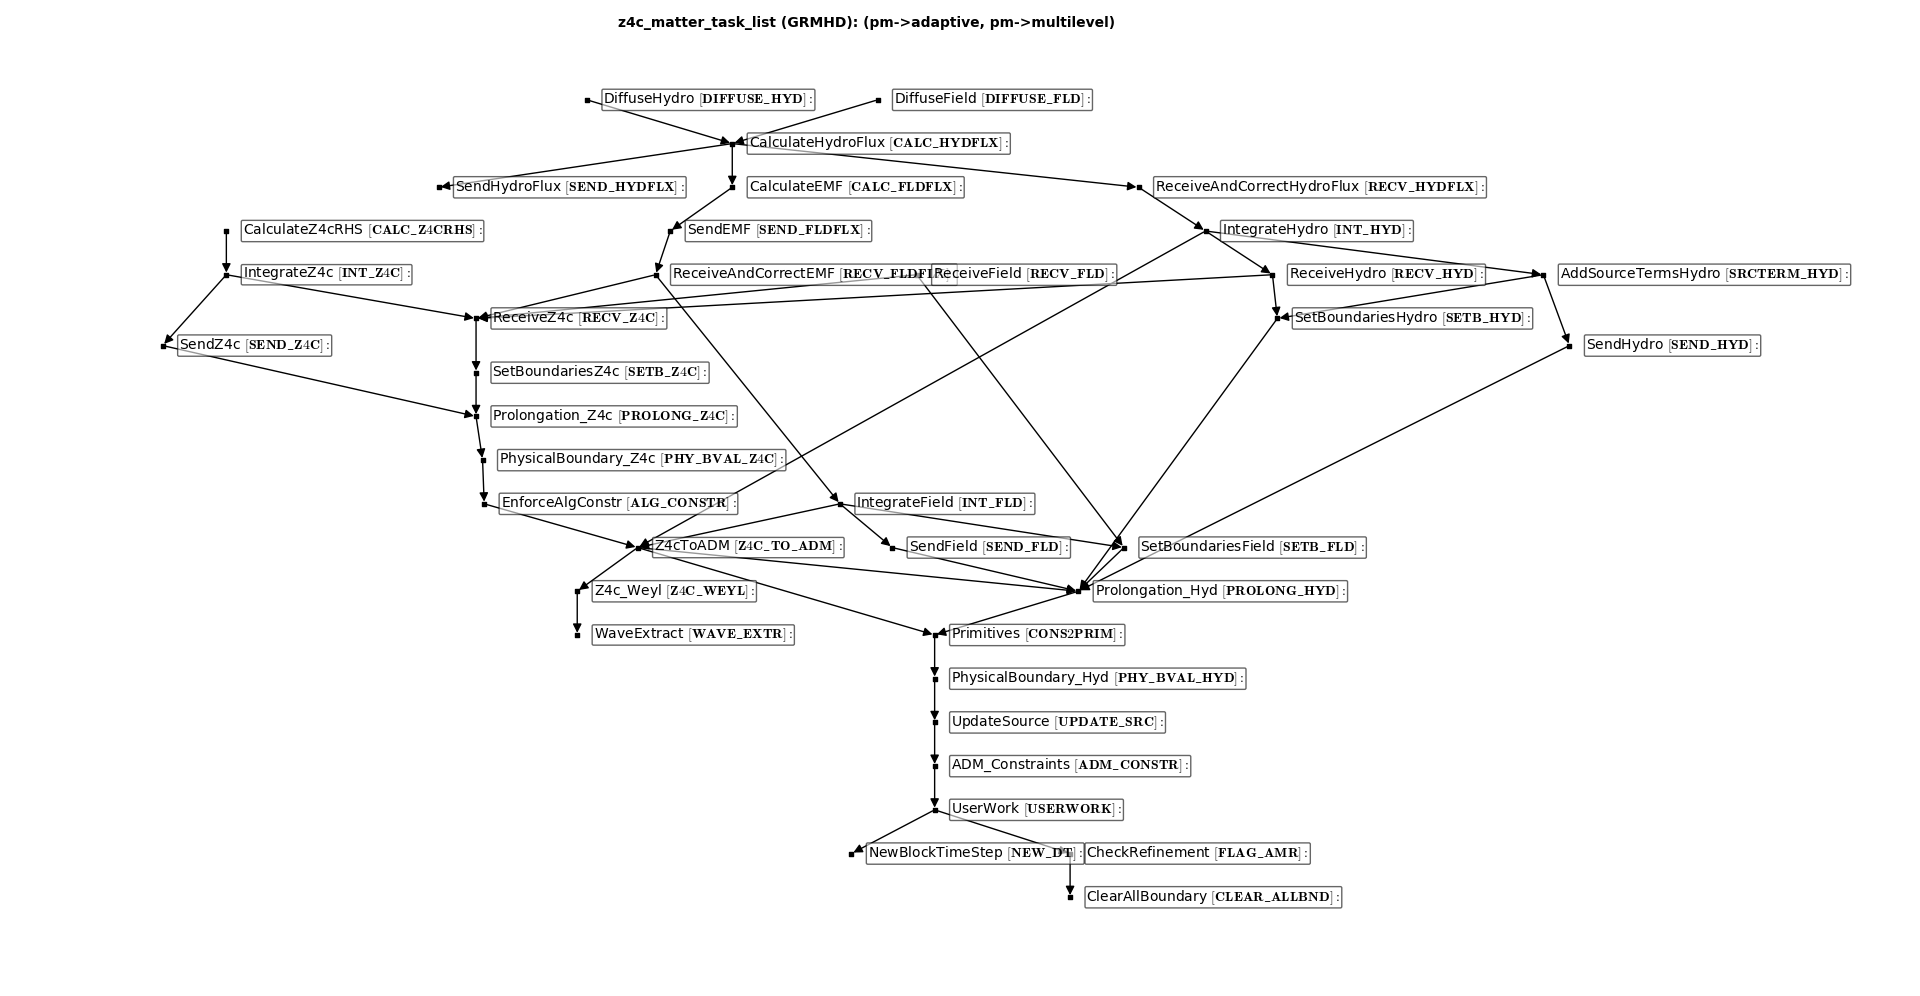 z4c_matter_task_list (GRMHD): (pm->adaptive, pm->multilevel)
DiffuseHydro [DIFFUSE_HYD]:
DiffuseField [DIFFUSE_FLD]:
CalculateHydroFlux [CALC_HYDFLX]:
SendHydroFlux [SEND_HYDFLX]:
CalculateEMF [CALC_FLDFLX]:
ReceiveAndCorrectHydroFlux [RECV_HYDFLX]:
CalculateZ4cRHS [CALC_Z4CRHS]:
SendEMF [SEND_FLDFLX]:
IntegrateHydro [INT_HYD]:
IntegrateZ4c [INT_Z4C]:
ReceiveAndCorrectEMF
ReceiveField [RECV_FLD]:
ReceiveHydro [RECV_HYD]:
AddSourceTermsHydro [SRCTERM_HYD]:
ReceiveZ4c [RECV_Z4C]:
SetBoundariesHydro [SETB_HYD]:
SendZ4c [SEND_Z4C]:
SendHydro [SEND_HYD]:
SetBoundariesZ4c [SETB_Z4C]:
Prolongation_Z4c [PROLONG_Z4C]:
PhysicalBoundary_Z4c [PHY_BVAL_Z4C]:
EnforceAlgConstr [ALG_CONSTR]:
IntegrateField [INT_FLD]:
Z4cToADM [Z4C_TO_ADM]:
SendField [SEND_FLD]:
SetBoundariesField [SETB_FLD]:
Z4c_Weyl [Z4C_WEYL]:
Prolongation_Hyd [PROLONG_HYD]:
WaveExtract [WAVE_EXTR]:
Primitives [CONS2PRIM]:
PhysicalBoundary_Hyd [PHY_BVAL_HYD]:
UpdateSource [UPDATE_SRC]:
ADM_Constraints [ADM_CONSTR]:
UserWork [USERWORK]:
NewBlockTimeStep [NEW_DT]:
CheckRefinement [FLAG_AMR]:
ClearAllBoundary [CLEAR_ALLBND]: